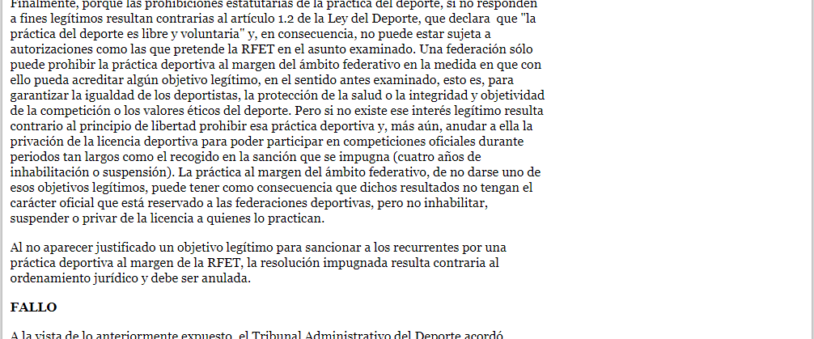 Finalmente, porque las prohibiciones estatutarias de la práctica del deporte, si no responden
a fines legítimos resultan contrarias al artículo 1.2 de la Ley del Deporte, que declara que "la
práctica del deporte es libre y voluntaria" y, en consecuencia, no puede estar sujeta a
autorizaciones como las que pretende la RFET en el asunto examinado. Una federación sólo
puede prohibir la práctica deportiva al margen del ámbito federativo en la medida en que con
ello pueda acreditar algún objetivo legítimo, en el sentido antes examinado, esto es, para
garantizar la igualdad de los deportistas, la protección de la salud o la integridad y objetividad
de la competición o los valores éticos del deporte. Pero si no existe ese interés legítimo resulta
contrario al principio de libertad prohibir esa práctica deportiva y, más aún, anudar a ella la
privación de la licencia deportiva para poder participar en competiciones oficiales durante
periodos tan largos como el recogido en la sanción que se impugna (cuatro años de
inhabilitación o suspensión). La práctica al margen del ámbito federativo, de no darse uno de
esos objetivos legítimos, puede tener como consecuencia que dichos resultados no tengan el
carácter oficial que está reservado a las federaciones deportivas, pero no inhabilitar,
suspender o privar de la licencia a quienes lo practican.
Al no aparecer justificado un objetivo legítimo para sancionar a los recurrentes por una
práctica deportiva al margen de la RFET, la resolución impugnada resulta contraria al
ordenamiento jurídico y debe ser anulada.
FALLO
A la vista de lo anteriormente expuesto, el Tribunal Administrativo del Deporte acordó